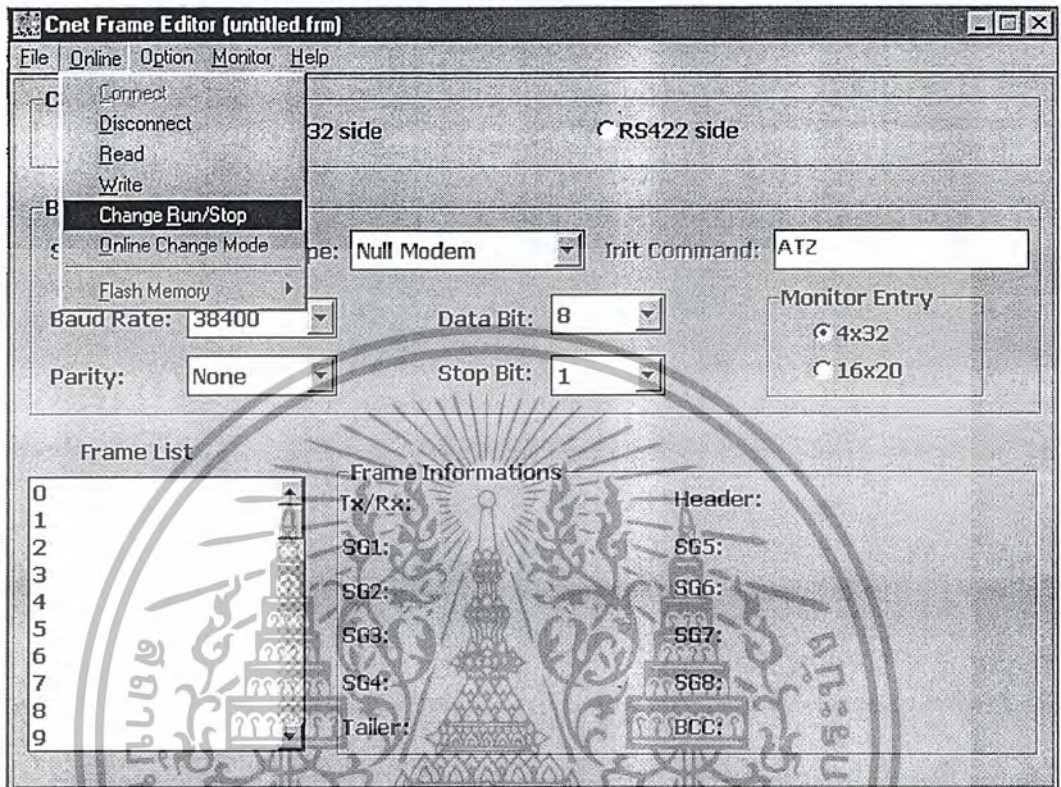 Cnet Frame Editor (untitled.frm)
File Online Option Monitor Help
Connect
Disconnect
Read
Write
Change Run/Stop
Online Change Mode
Flash Memory
C
32 side
RS422 side
B
S
pe: Null Modem
Init Command: ATZ
Baud Rate: 38400
Data Bit: 8
Monitor Entry
4x32
16x20
Parity: None
Stop Bit: 1
Frame List
0
1
2
3
4
5
6
7
8
9
Frame Informations
Tx/Rx:
Header:
SG1:
SG5:
SG2:
SG6:
SG3:
SG7:
SG4:
SG8:
Tailer:
BCC: